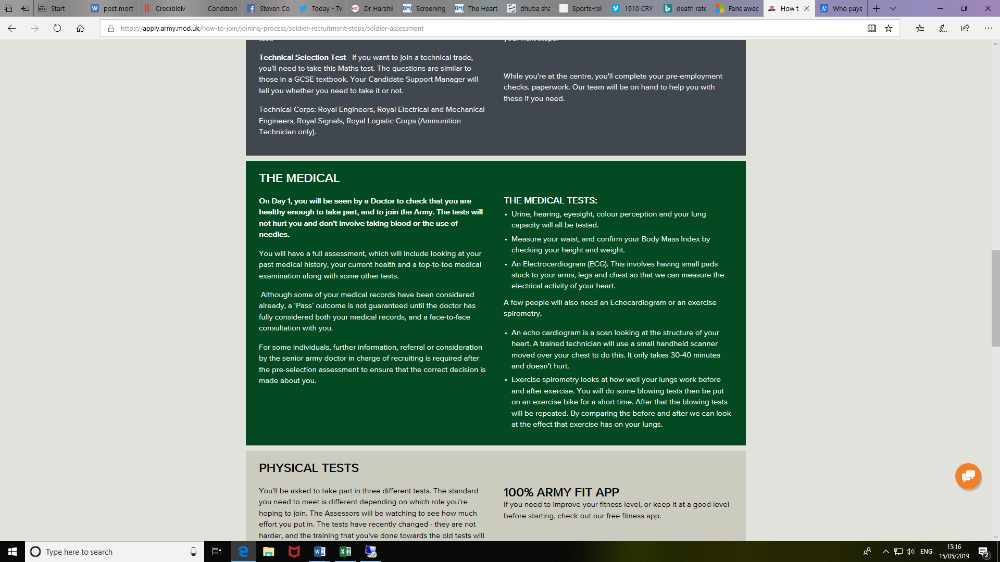 Start
post mort
CredibleM
Condition
Steven Co
Today - Tw
Dr Harshil
BMJ Screening
BMJ The Heart
dhutia sha
Sports-rel
1910 CRY
death rate
Fans awec
How t
Who pays
https://apply.army.mod.uk/how-to-join/joining-process/soldier-recruitment-steps/soldier-assessment
Technical Selection Test - If you want to join a technical trade,
you'll need to take this Maths test. The questions are similar to
those in a GCSE textbook. Your Candidate Support Manager will
tell you whether you need to take it or not.
Technical Corps: Royal Engineers, Royal Electrical and Mechanical
Engineers, Royal Signals, Royal Logistic Corps (Ammunition
Technician only).
your next steps.
While you're at the centre, you'll complete your pre-employment
checks. paperwork. Our team will be on hand to help you with
these if you need.
THE MEDICAL
On Day 1, you will be seen by a Doctor to check that you are
healthy enough to take part, and to join the Army. The tests will
not hurt you and don't involve taking blood or the use of
needles.
You will have a full assessment, which will include looking at your
past medical history, your current health and a top-to-toe medical
examination along with some other tests.
Although some of your medical records have been considered
already, a ‘Pass’ outcome is not guaranteed until the doctor has
fully considered both your medical records, and a face-to-face
consultation with you.
For some individuals, further information, referral or consideration
by the senior army doctor in charge of recruiting is required after
the pre-selection assessment to ensure that the correct decision is
made about you.
THE MEDICAL TESTS:
• Urine, hearing, eyesight, colour perception and your lung
capacity will all be tested.
• Measure your waist, and confirm your Body Mass Index by
checking your height and weight.
• An Electrocardiogram (ECG). This involves having small pads
stuck to your arms, legs and chest so that we can measure the
electrical activity of your heart.
A few people will also need an Echocardiogram or an exercise
spirometry.
• An echo cardiogram is a scan looking at the structure of your
heart. A trained technician will use a small handheld scanner
moved over your chest to do this. It only takes 30-40 minutes
and doesn’t hurt.
• Exercise spirometry looks at how well your lungs work before
and after exercise. You will do some blowing tests then be put
on an exercise bike for a short time. After that the blowing tests
will be repeated. By comparing the before and after we can look
at the effect that exercise has on your lungs.
PHYSICAL TESTS
You'll be asked to take part in three different tests. The standard
you need to meet is different depending on which role you're
hoping to join. The Assessors will be watching to see how much
effort you put in. The tests have recently changed - they are not
harder, and the training that you've done towards the old tests will
100% ARMY FIT APP
If you need to improve your fitness level, or keep it at a good level
before starting, check out our free fitness app.
Type here to search
ENG
15:16
15/05/2019
2